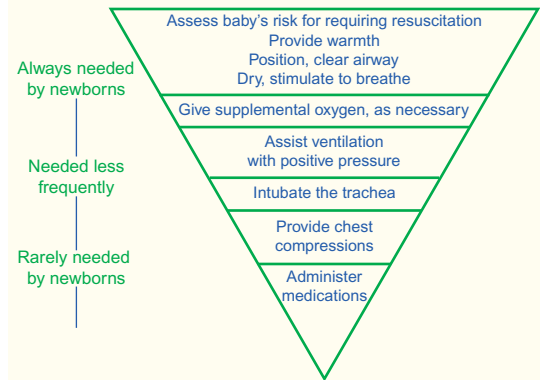 Assess baby’s risk for requiring resuscitation
Provide warmth
Position, clear airway
Dry, stimulate to breathe
Always needed
by newborns
Give supplemental oxygen, as necessary
Assist ventilation
with positive pressure
Needed less
frequently
Intubate the trachea
Provide chest
compressions
Rarely needed
by newborns
Administer
medications